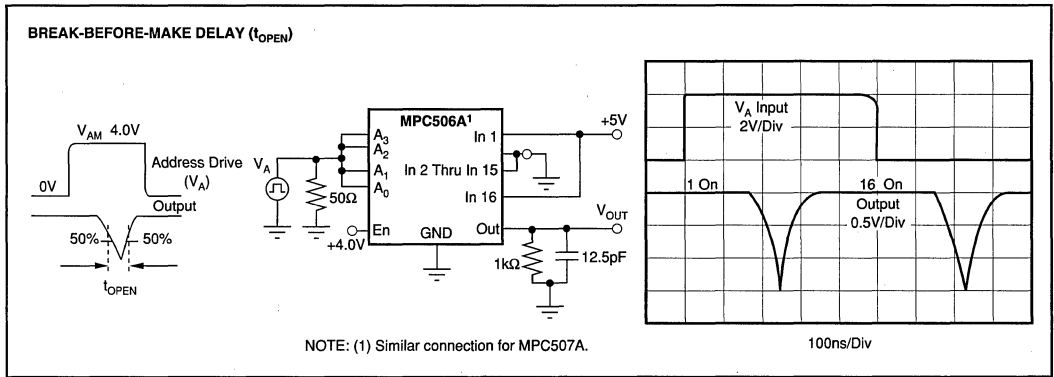 BREAK-BEFORE-MAKE DELAY (tOPEN)
VAM 4.0V
0V
Address Drive
(VA)
Output
50%
50%
tOPEN
VA
50Ω
+4.0V
MPC506A1
A3
A2
A1
A0
En
GND
In 1
In 2 Thru In 15
In 16
Out
+5V
VOUT
1kΩ
12.5pF
NOTE: (1) Similar connection for MPC507A.
VA Input
2V/Div
1 On
16 On
Output
0.5V/Div
100ns/Div